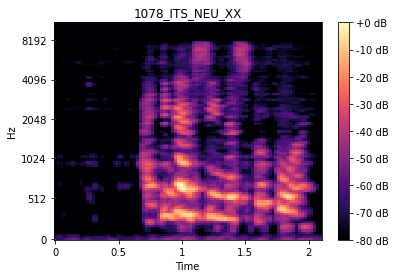 1078_ITS_NEU_XX
Hz
8192
4096
2048
1024
512
0
0
0.5
1
1.5
2
Time
+0 dB
-10 dB
-20 dB
-30 dB
-40 dB
-50 dB
-60 dB
-70 dB
-80 dB